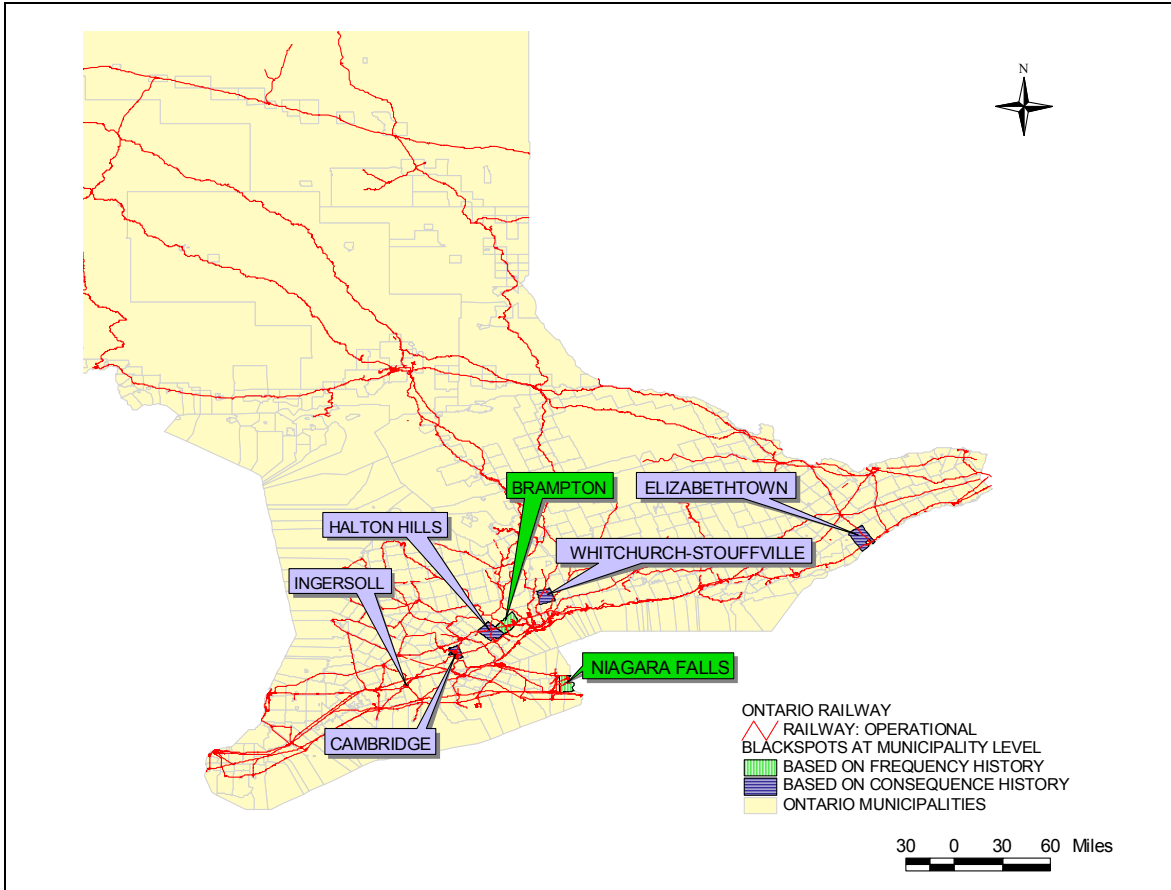 N
BRAMPTON
ELIZABETHTOWN
HALTON HILLS
WHITCHURCH-STOUFFVILLE
INGERSOLL
NIAGARA FALLS
CAMBRIDGE
ONTARIO RAILWAY
RAILWAY: OPERATIONAL
BLACKSPOTS AT MUNICIPALITY LEVEL
BASED ON FREQUENCY HISTORY
BASED ON CONSEQUENCE HISTORY
ONTARIO MUNICIPALITIES
30 0 30 60 Miles